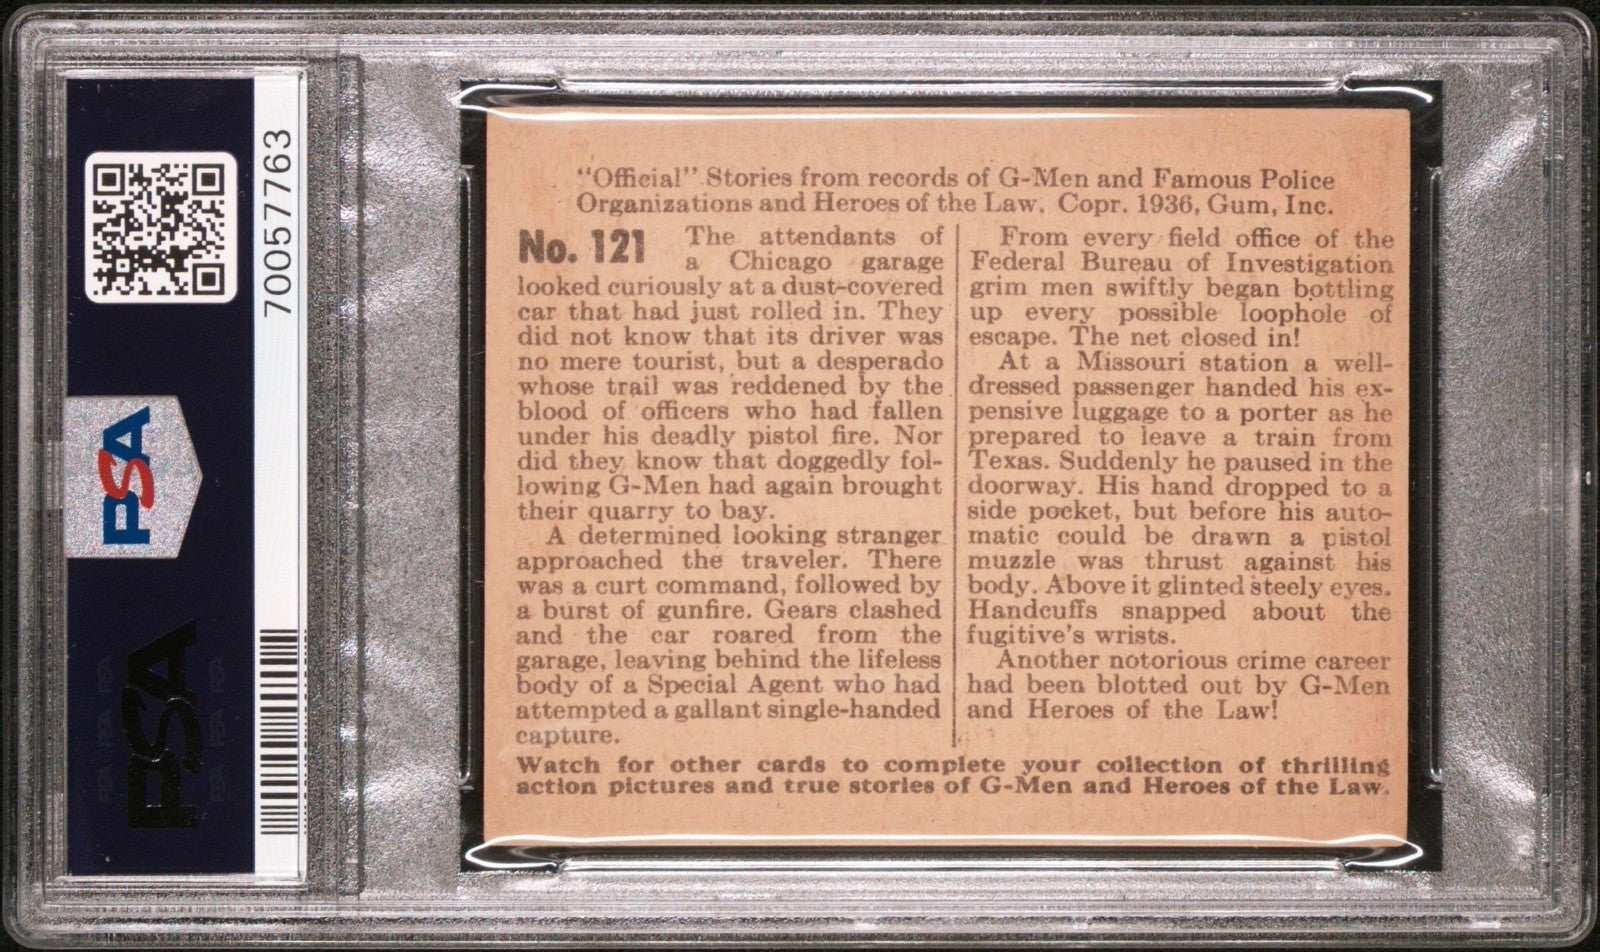 PSA
PSA
70057763
"Official" Stories from records of G-Men and Famous Police
Organizations and Heroes of the Law. Copr. 1936, Gum, Inc.
No. 121 The attendants of
a Chicago garage
looked curiously at a dust-covered
car that had just rolled in. They
did not know that its driver was
no mere tourist, but a desperado
whose trail was reddened by the
blood of officers who had fallen
under his deadly pistol fire. Nor
did they know that doggedly fol-
lowing G-Men had again brought
their quarry to bay.
A determined looking stranger
approached the traveler. There
was a curt command, followed by
a burst of gunfire. Gears clashed
and the car roared from the
garage, leaving behind the lifeless
body of a Special Agent who had
attempted a gallant single-handed
capture.
From every field office of the
Federal Bureau of Investigation
grim men swiftly began bottling
up every possible loophole of
escape. The net closed in!
At a Missouri station a well-
dressed passenger handed his ex-
pensive luggage to a porter as he
prepared to leave a train from
Texas. Suddenly he paused in the
doorway. His hand dropped to a
side pocket, but before his auto-
matic could be drawn a pistol
muzzle was thrust against his
body. Above it glinted steely eyes.
Handcuffs snapped about the
fugitive's wrists.
Another notorious crime career
had been blotted out by G-Men
and Heroes of the Law!
Watch for other cards to complete your collection of thrilling
action pictures and true stories of G-Men and Heroes of the Law.